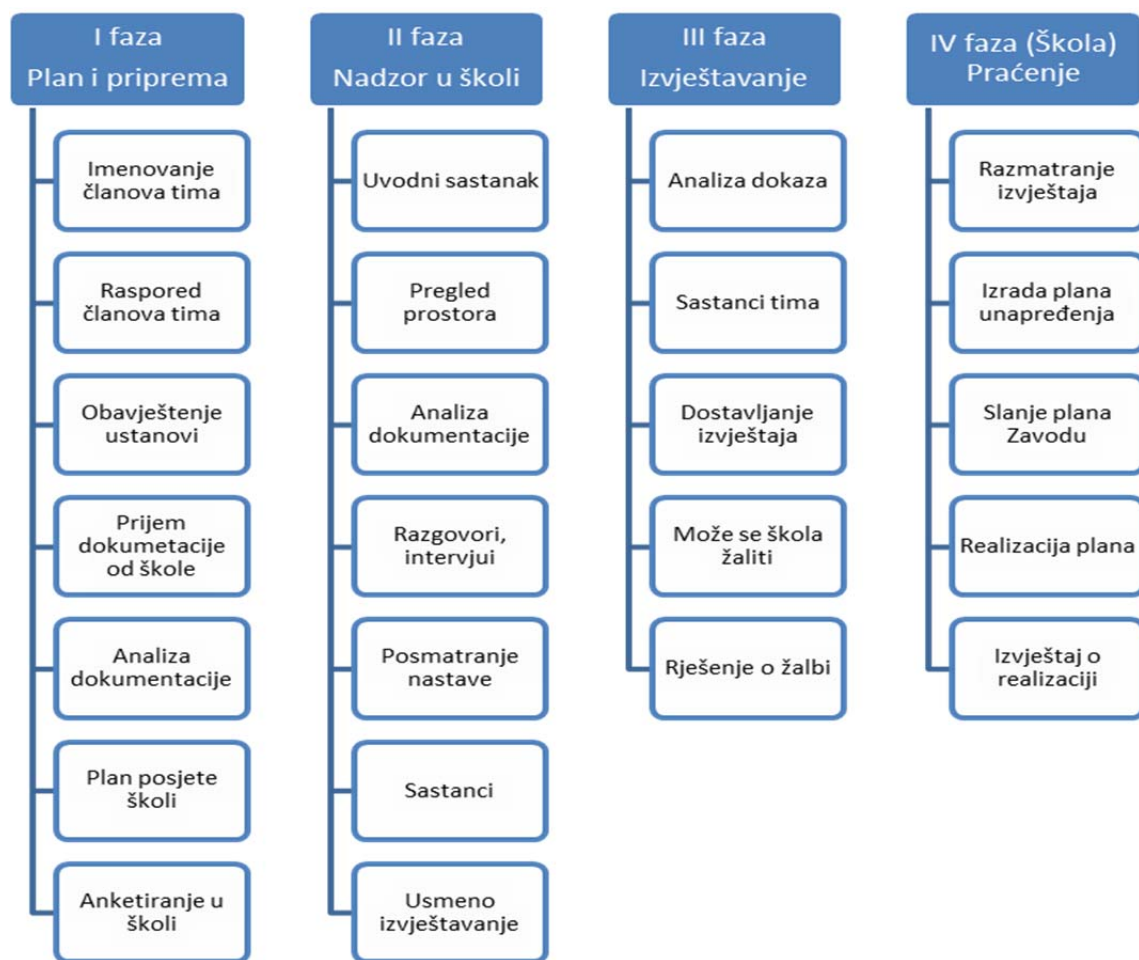 I faza
Plan i priprema
Imenovanje
članova tima
Raspored
članova tima
Obavještenje
ustanovi
Prijem
dokumetacije
od škole
Analiza
dokumentacije
Plan posjete
školi
Anketiranje u
školi
II faza
Nadzor u školi
Uvodni sastanak
Pregled
prostora
Analiza
dokumentacije
Razgovori,
intervjui
Posmatranje
nastave
Sastanci
Usmeno
izvještavanje
III faza
Izvještavanje
Analiza dokaza
Sastanci tima
Dostavljanje
izvještaja
Može se škola
žaliti
Rješenje o žalbi
IV faza (Škola)
Praćenje
Razmatranje
izvještaja
Izrada plana
unapređenja
Slanje plana
Zavodu
Realizacija plana
Izvještaj o
realizaciji